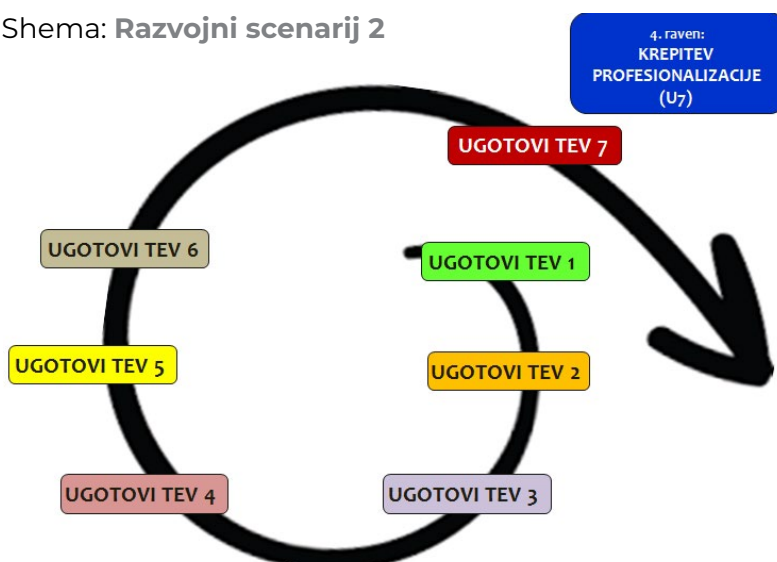 Shema: Razvojni scenarij 2
4. raven:
KREPITEV
PROFESIONALIZACIJE
(U7)
UGOTOVI TEV 7
UGOTOVI TEV 6
UGOTOVI TEV 1
UGOTOVI TEV 5
UGOTOVI TEV 2
UGOTOVI TEV 4
UGOTOVI TEV 3